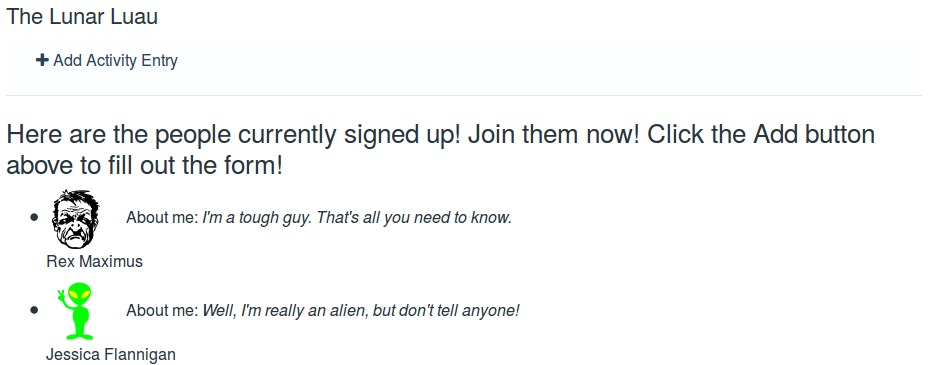 The Lunar Luau
Add Activity Entry
Here are the people currently signed up! Join them now! Click the Add button
above to fill out the form!
About me: I'm a tough guy. That's all you need to know.
Rex Maximus
About me: Well, I'm really an alien, but don't tell anyone!
Jessica Flannigan